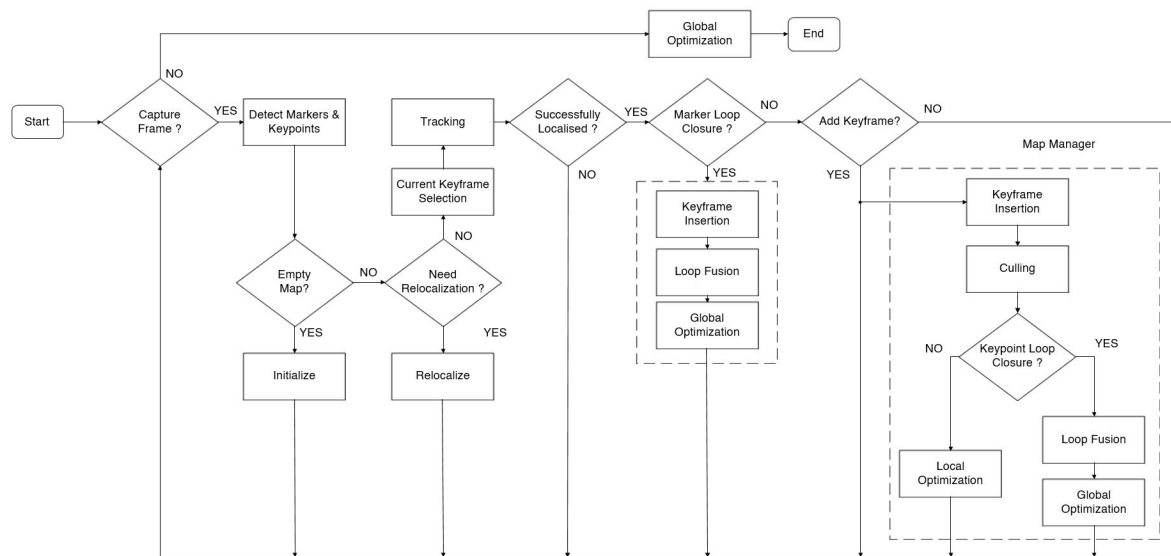 Global
Optimization
End
NO
Start
Capture
Frame ?
YES
Detect Markers &
Keypoints
Tracking
Successfully
Localised ?
YES
Marker Loop
Closure ?
NO
Add Keyframe?
NO
Map Manager
NO
YES
YES
Current Keyframe
Selection
Keyframe
Insertion
Keyframe
Insertion
NO
Empty
Map?
NO
Need
Relocalization ?
Loop Fusion
Culling
YES
YES
Global
Optimization
NO
Keypoint Loop
Closure ?
YES
Initialize
Relocalize
Loop Fusion
Local
Optimization
Global
Optimization